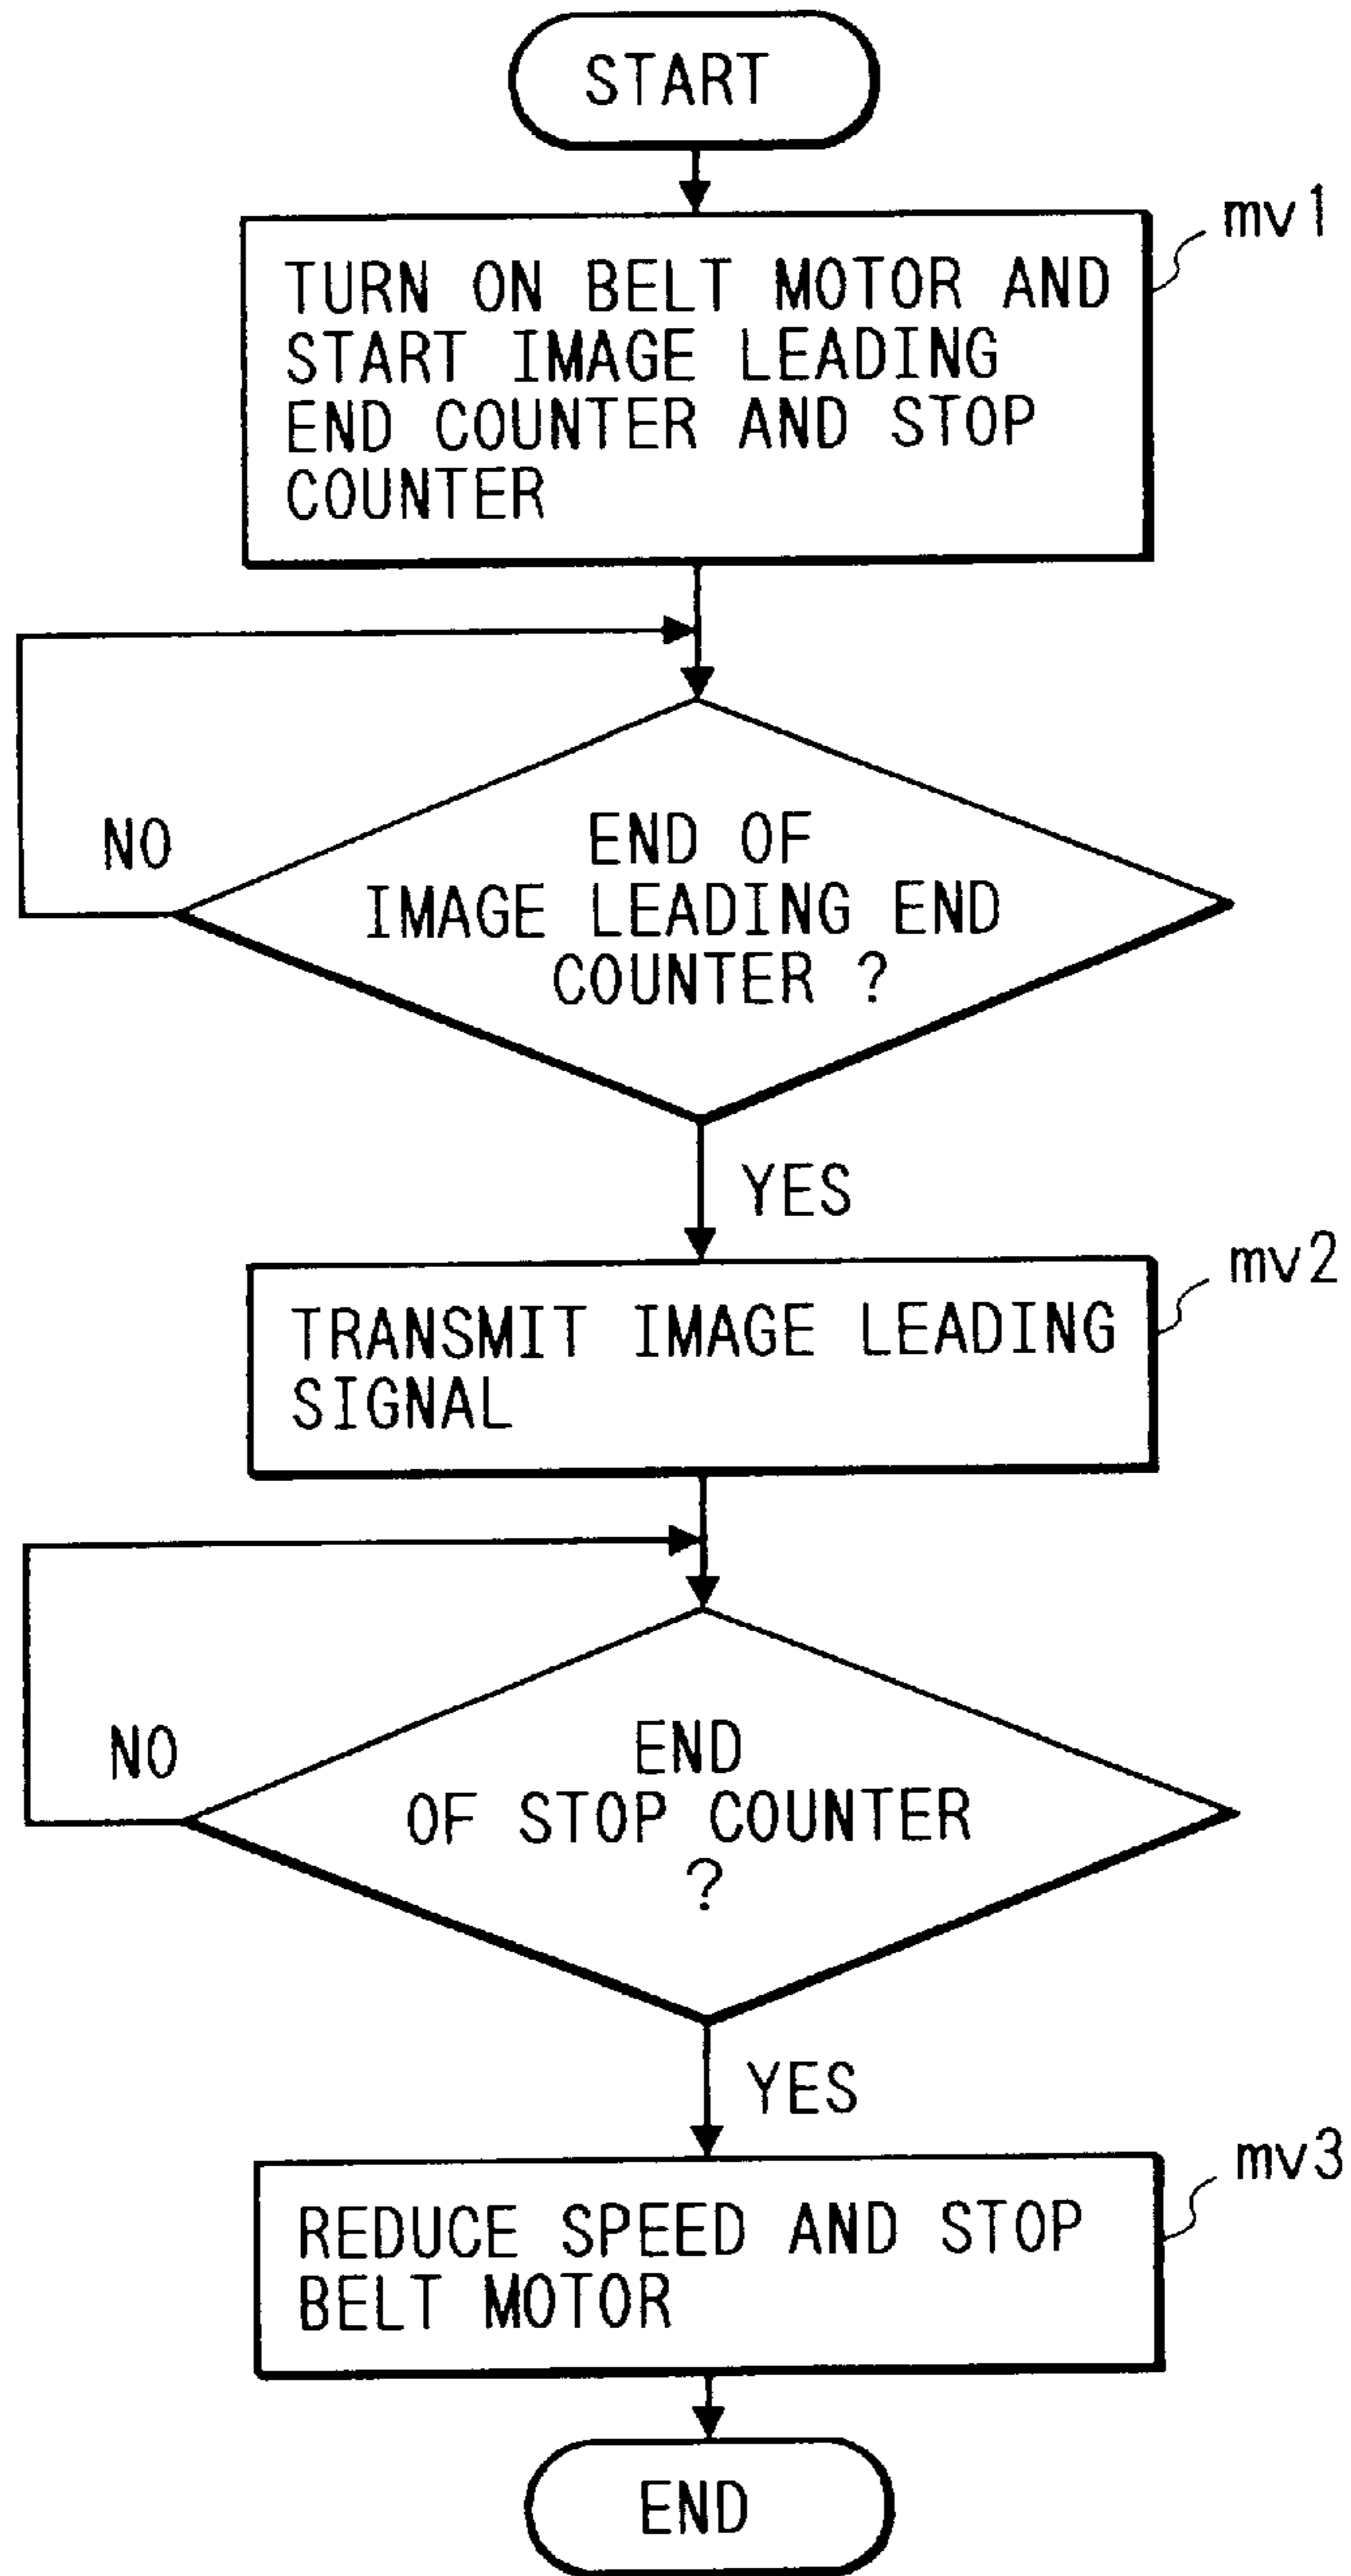 START
mv1
TURN ON BELT MOTOR AND
START IMAGE LEADING
END COUNTER AND STOP
COUNTER
NO
END OF
IMAGE LEADING END
COUNTER ?
YES
mv2
TRANSMIT IMAGE LEADING
SIGNAL
NO
END
OF STOP COUNTER
?
YES
mv3
REDUCE SPEED AND STOP
BELT MOTOR
END